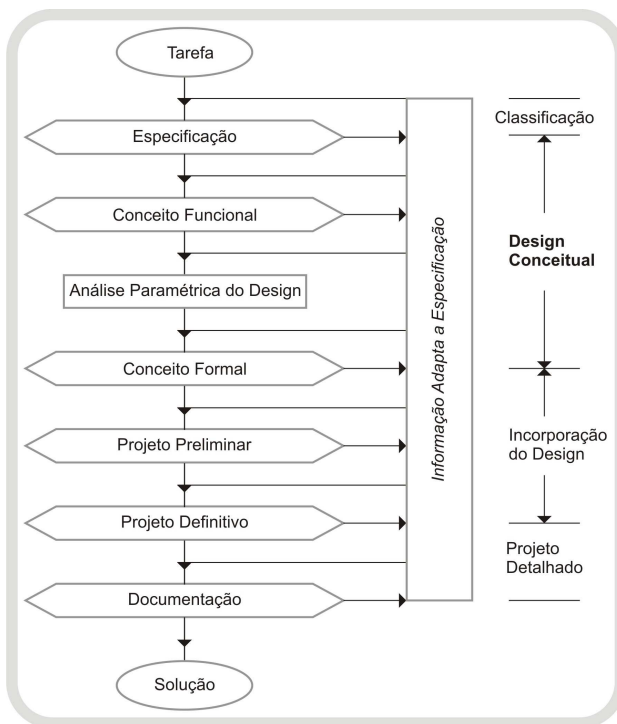 Tarefa
Especificação
Conceito Funcional
Análise Paramétrica do Design
Conceito Formal
Projeto Preliminar
Projeto Definitivo
Documentação
Solução
Informação Adapta a Especificação
Classificação
Design
Conceitual
Incorporação
do Design
Projeto
Detalhado